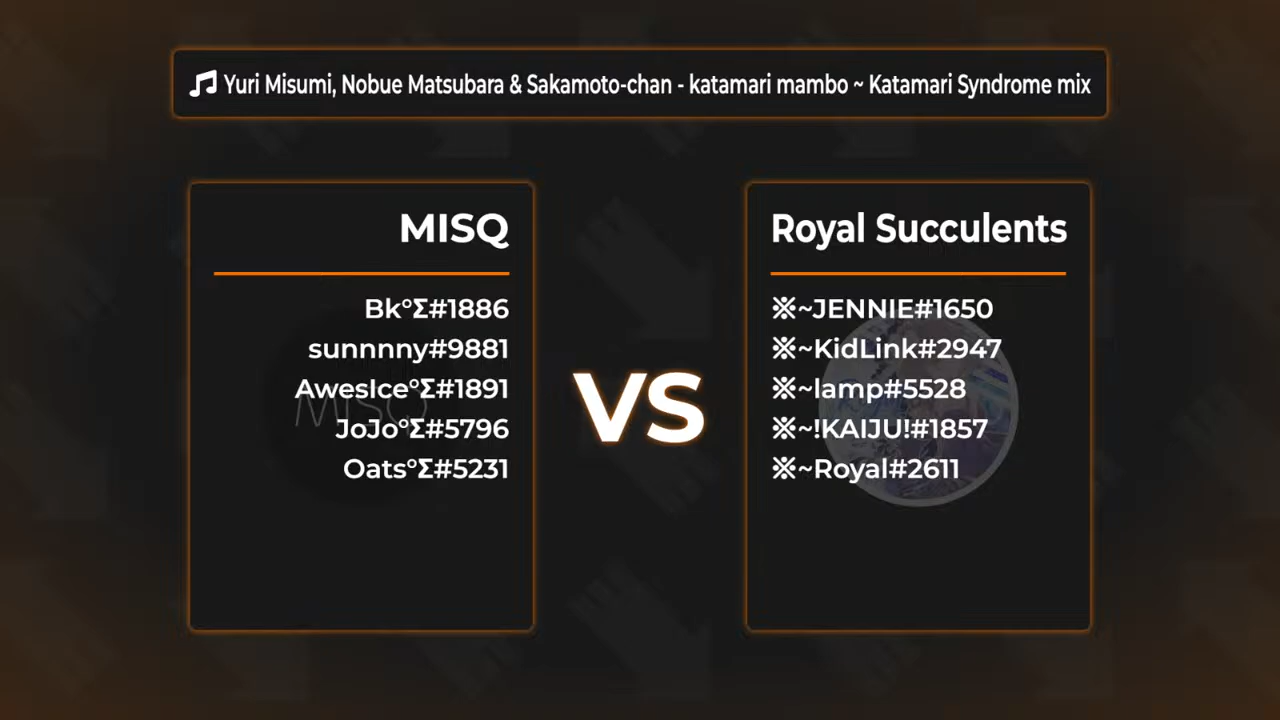 Yuri Misumi, Nobue Matsubara & Sakamoto-chan - katamari mambo ~ Katamari Syndrome mix
MISQ
Bk°Σ#1886
sunnnny#9881
AwesIce°Σ#1891
JoJo°Σ#5796
Oats°Σ#5231
MISQ
VS
Royal Succulents
※~JENNIE#1650
※~KidLink#2947
※~lamp#5528
※~!KAIJU!#1857
※~Royal#2611